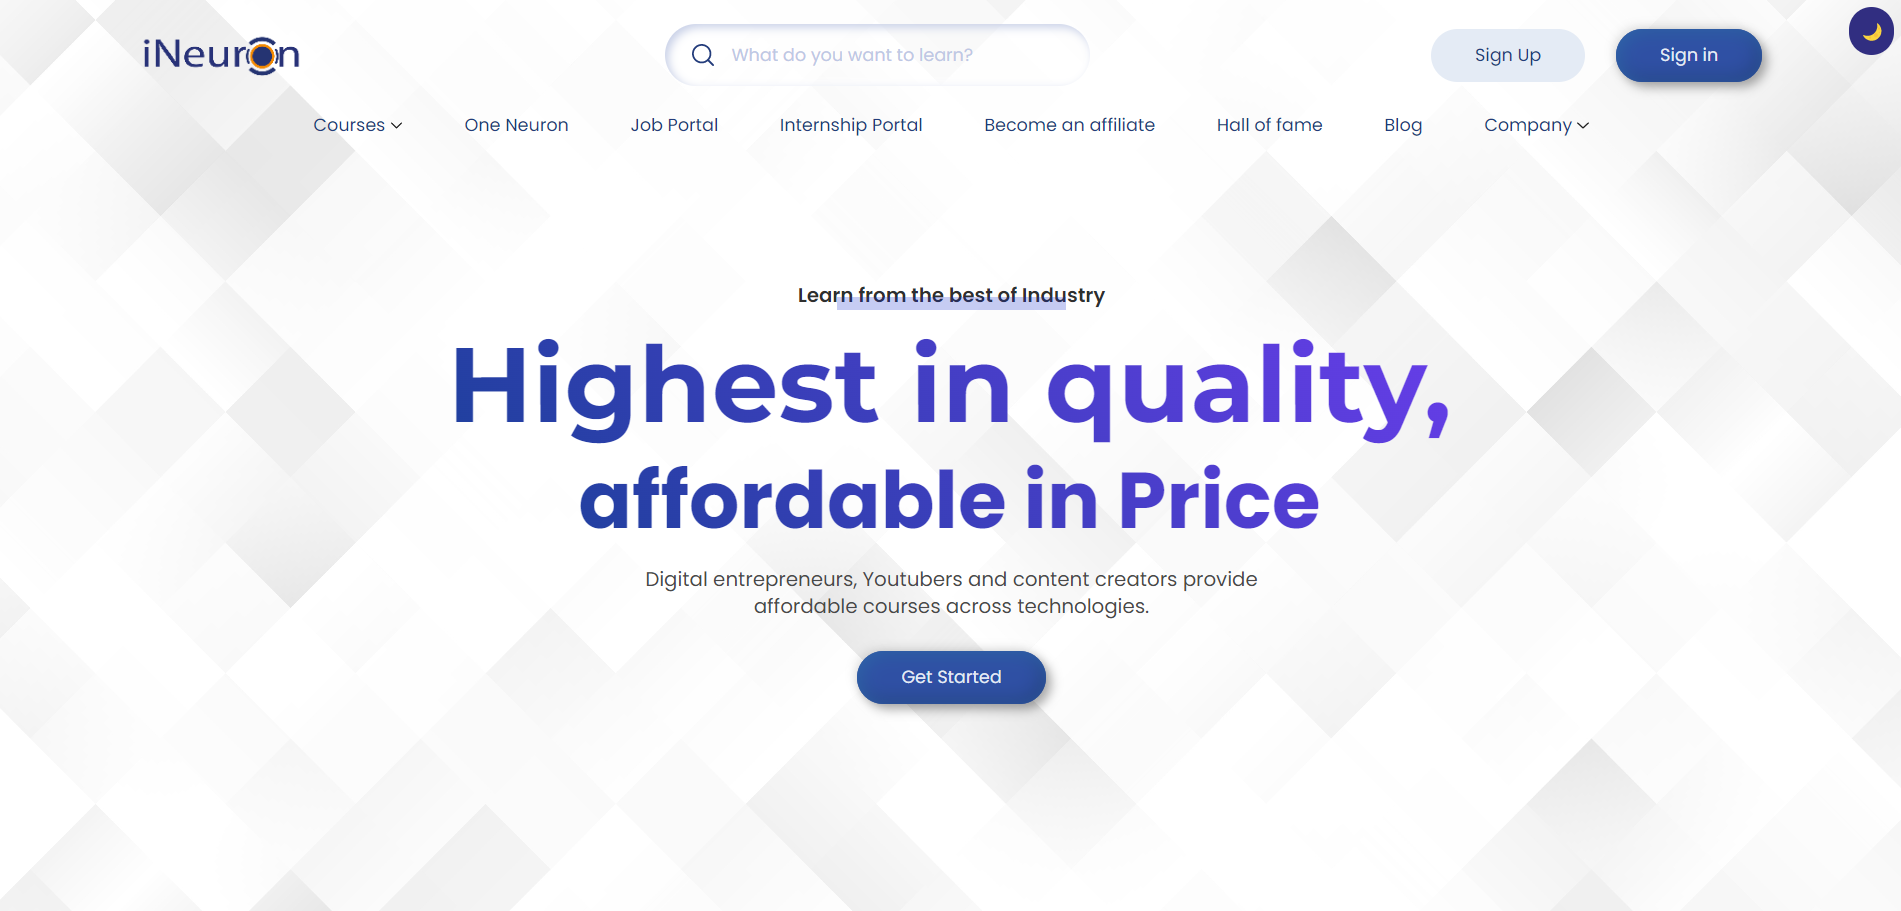 iNeuron
What do you want to learn?
Sign Up
Sign in
Courses
One Neuron
Job Portal
Internship Portal
Become an affiliate
Hall of fame
Blog
Company
Learn from the best of Industry
Highest in quality,
affordable in Price
Digital entrepreneurs, Youtubers and content creators provide
affordable courses across technologies.
Get Started